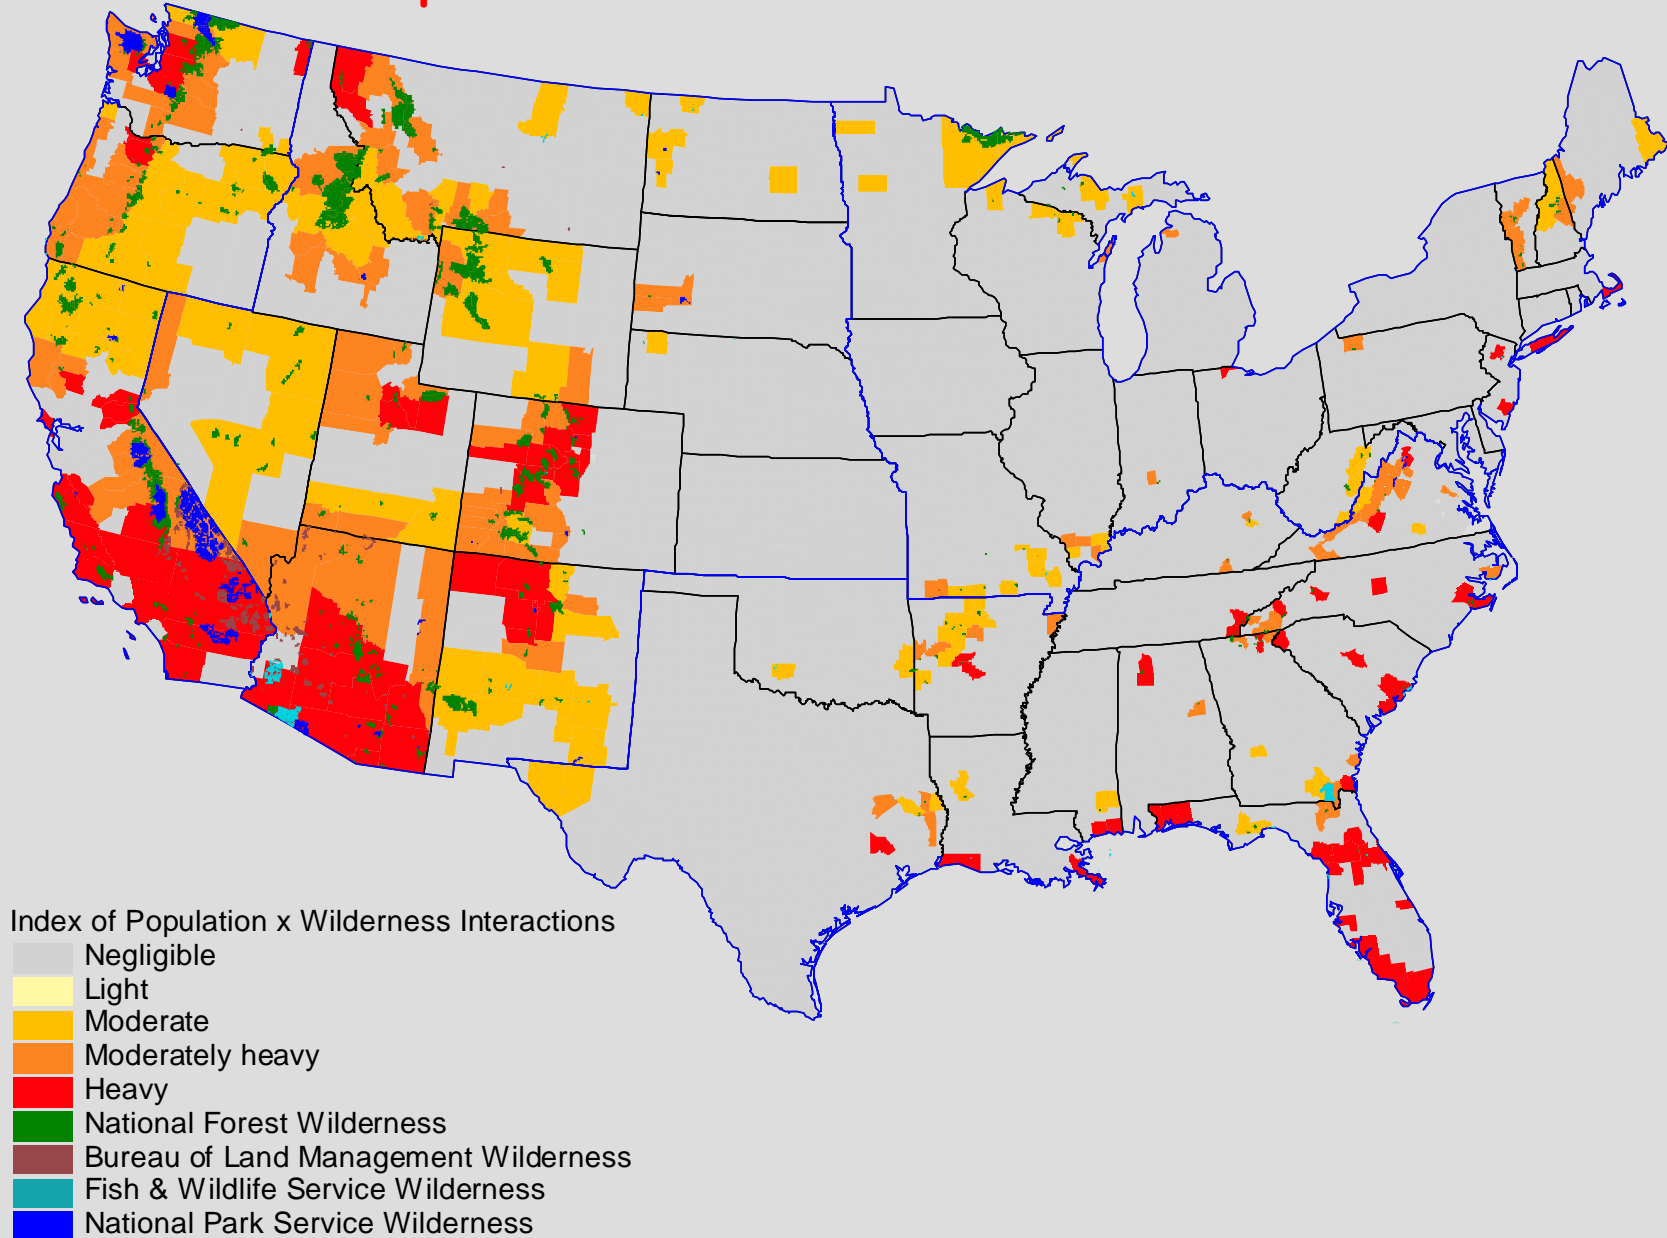 Index of Population x Wilderness Interactions
Negligible
Light
Moderate
Moderately heavy
Heavy
National Forest Wilderness
Bureau of Land Management Wilderness
Fish & Wildlife Service Wilderness
National Park Service Wilderness